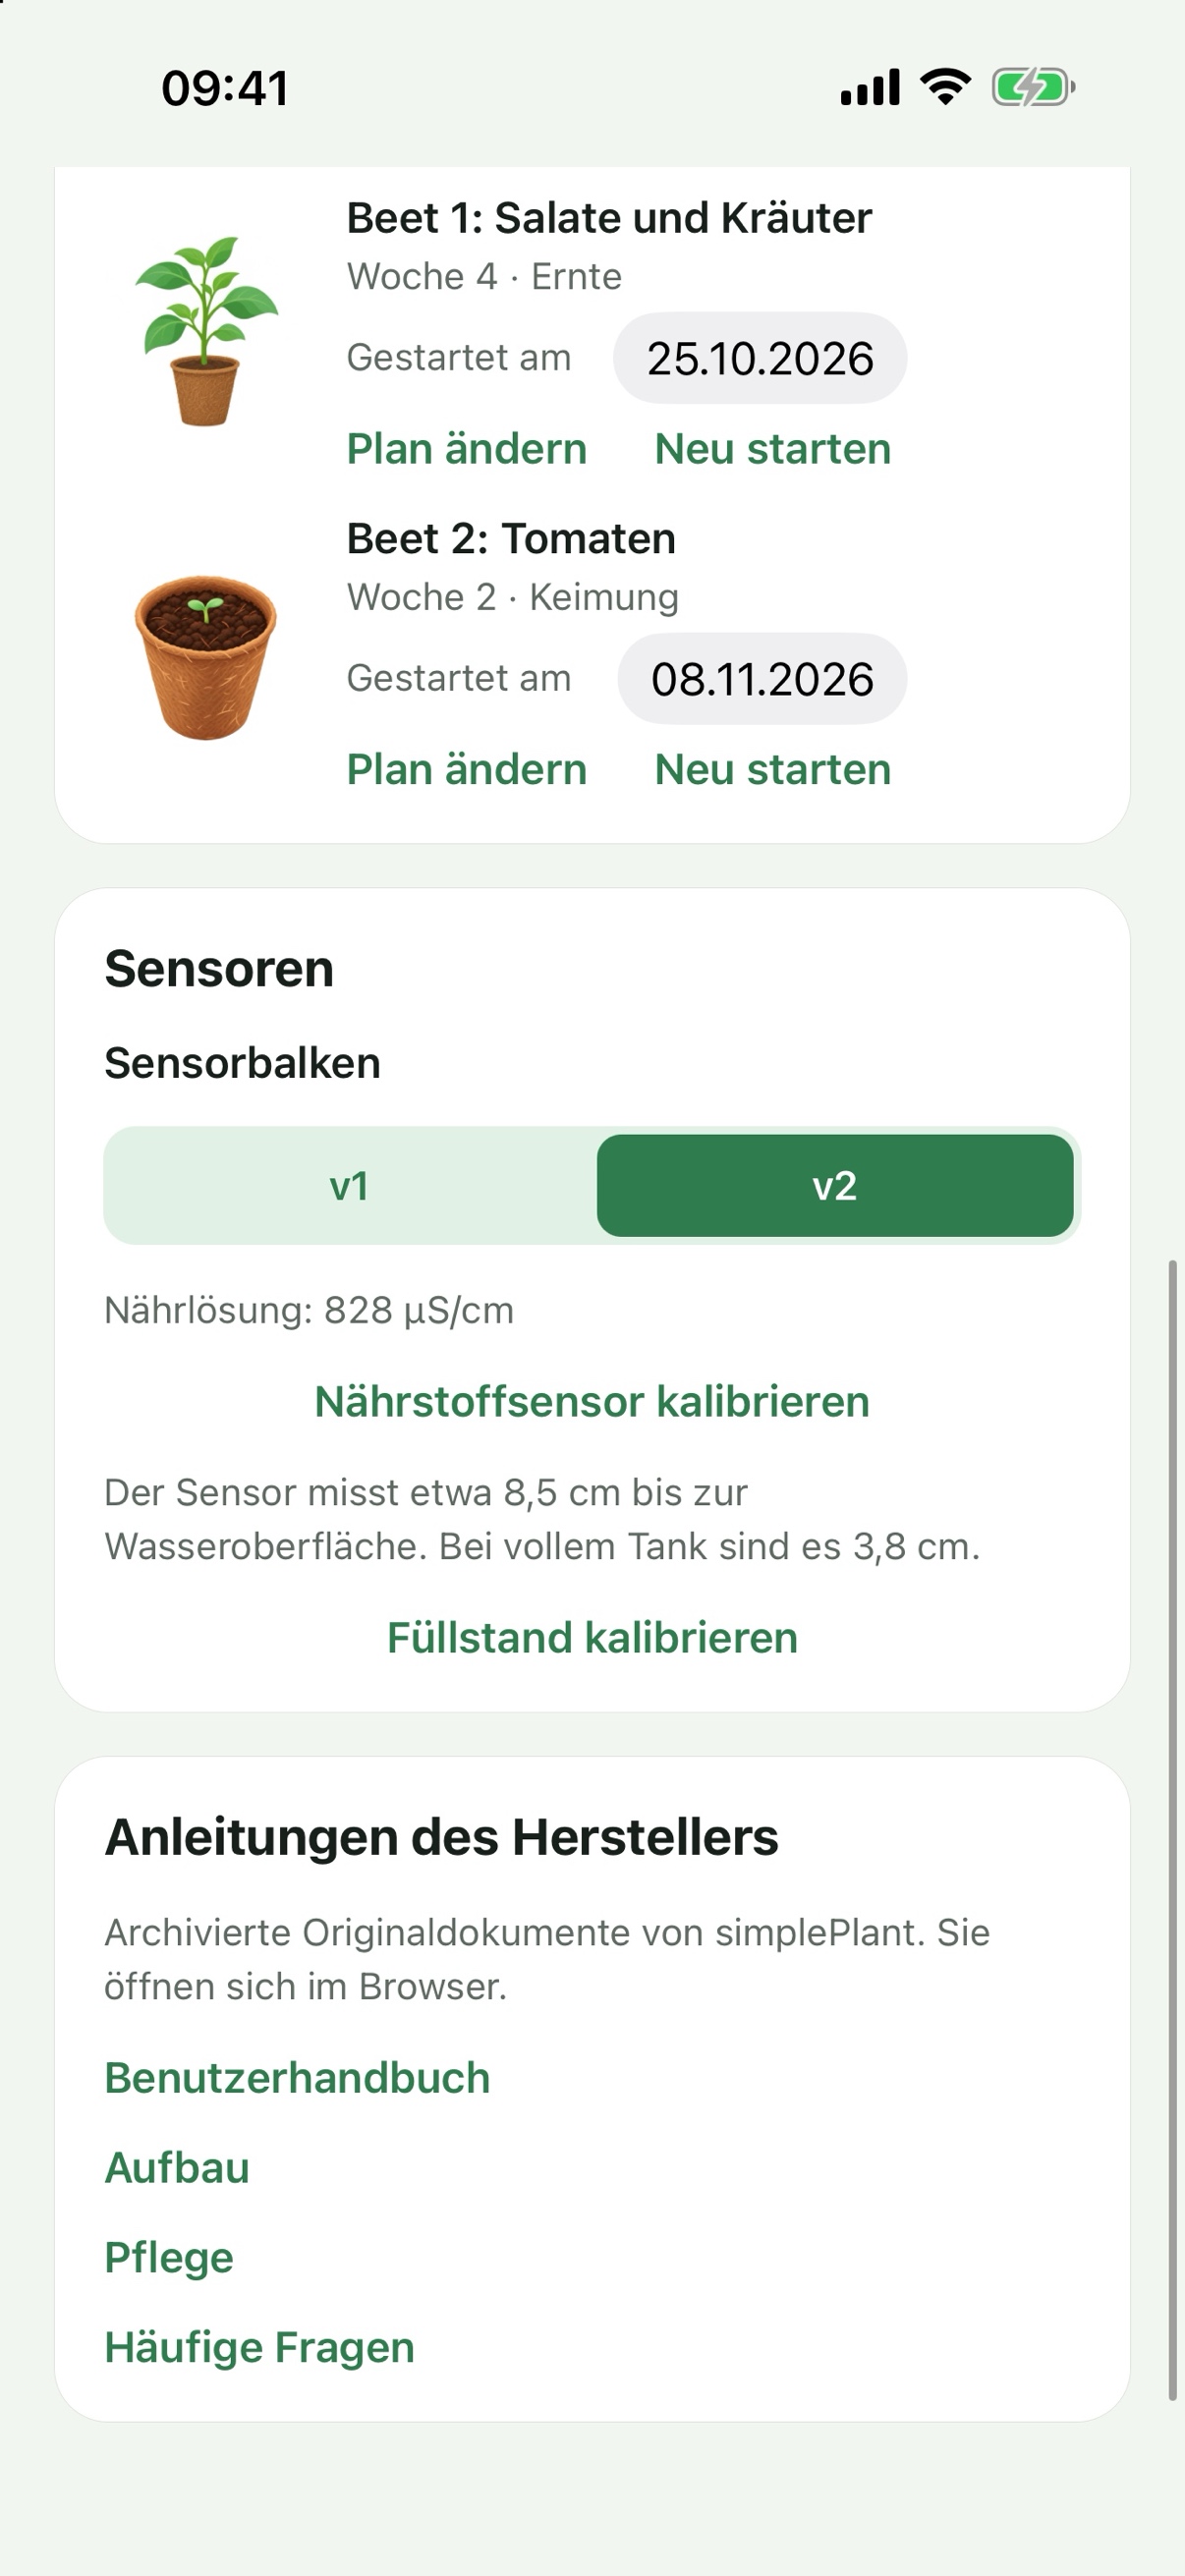 09:41
Beet 1: Salate und Kräuter
Woche 4 · Ernte
Gestartet am 25.10.2026
Plan ändern Neu starten
Beet 2: Tomaten
Woche 2 · Keimung
Gestartet am 08.11.2026
Plan ändern Neu starten
Sensoren
Sensorbalken
v1 v2
Nährlösung: 828 µS/cm
Nährstoffsensor kalibrieren
Der Sensor misst etwa 8,5 cm bis zur
Wasseroberfläche. Bei vollem Tank sind es 3,8 cm.
Füllstand kalibrieren
Anleitungen des Herstellers
Archivierte Originaldokumente von simplePlant. Sie
öffnen sich im Browser.
Benutzerhandbuch
Aufbau
Pflege
Häufige Fragen